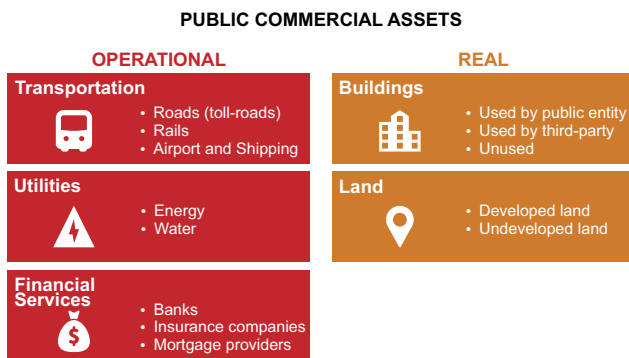 PUBLIC COMMERCIAL ASSETS
OPERATIONAL
Transportation
• Roads (toll-roads)
• Rails
• Airport and Shipping
Utilities
• Energy
• Water
Financial
Services
• Banks
• Insurance companies
• Mortgage providers
$
REAL
Buildings
• Used by public entity
• Used by third-party
• Unused
Land
• Developed land
• Undeveloped land